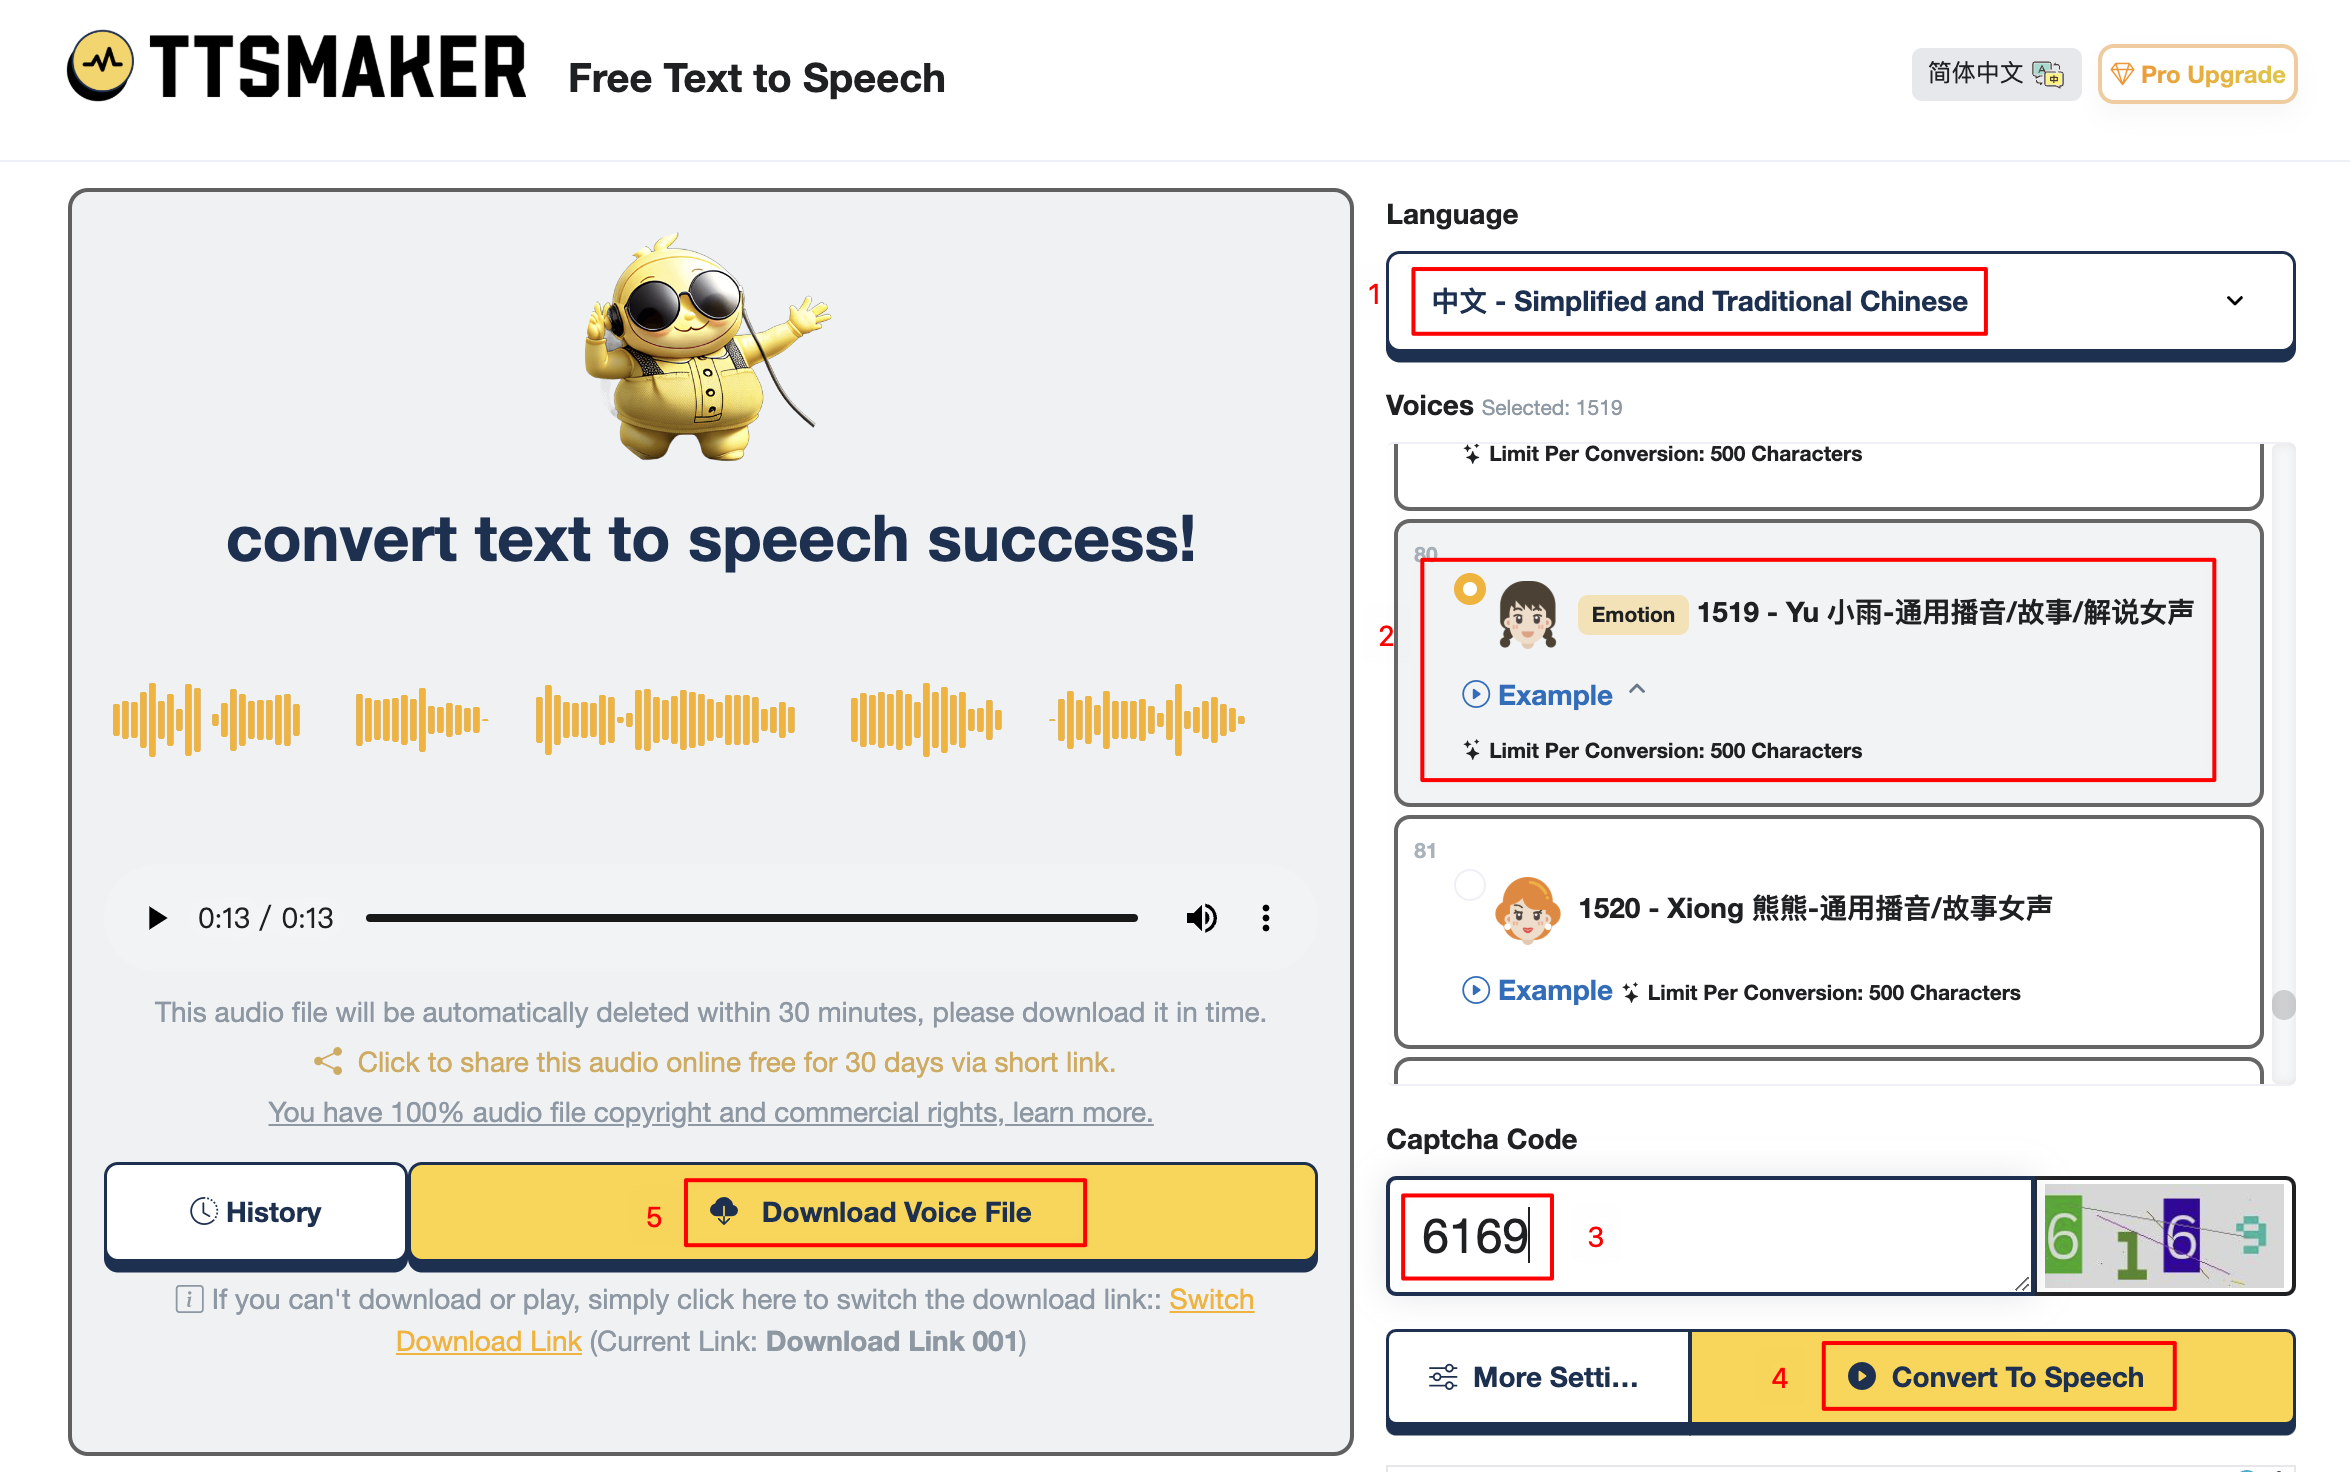 TTSMAKER
Free Text to Speech
简体中文
Pro Upgrade
convert text to speech success!
0:13 / 0:13
This audio file will be automatically deleted within 30 minutes, please download it in time.
Click to share this audio online free for 30 days via short link.
You have 100% audio file copyright and commercial rights, learn more.
History
5
Download Voice File
If you can't download or play, simply click here to switch the download link:: Switch
Download Link (Current Link: Download Link 001)
Language
1
中文 - Simplified and Traditional Chinese
Voices Selected: 1519
Limit Per Conversion: 500 Characters
80
2
Emotion 1519 - Yu 小雨-通用播音/故事/解说女声
Example
Limit Per Conversion: 500 Characters
81
1520 - Xiong 熊熊-通用播音/故事女声
Example Limit Per Conversion: 500 Characters
Captcha Code
6169
3
6169
More Setti...
4
Convert To Speech